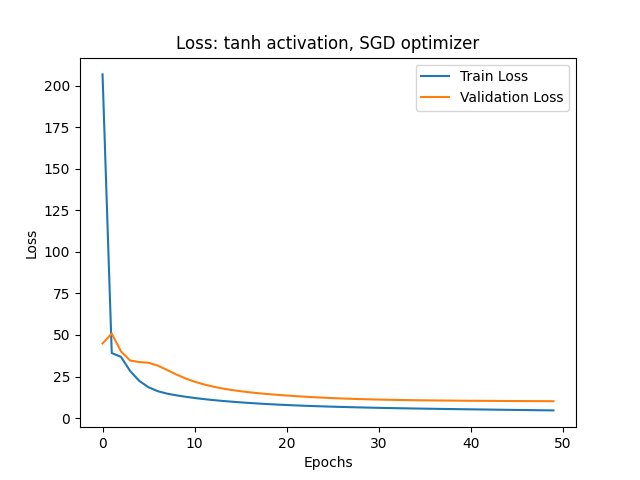 Loss: tanh activation, SGD optimizer
Train Loss
Validation Loss
200
175
150
125
100
75
50
25
0
Loss
0 10 20 30 40 50
Epochs